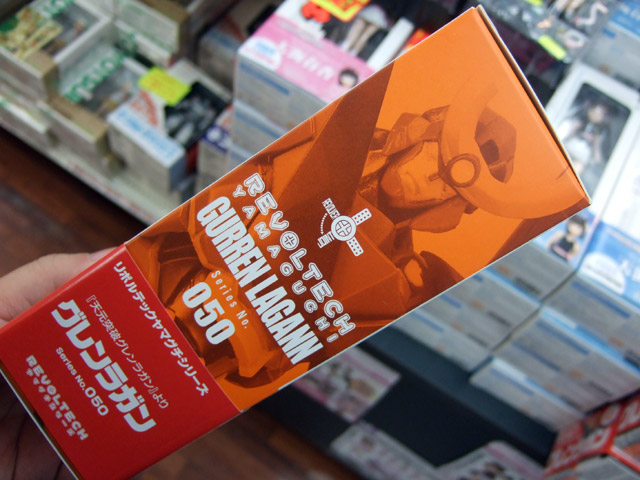 REVOLTECH
YAMAGUCHI
GURREN LAGANN
Series No.
050
リボルテックヤマグチシリーズ
『天元突破グレンラガン』より
グレンラガン
Series No.050
REVOLTECH